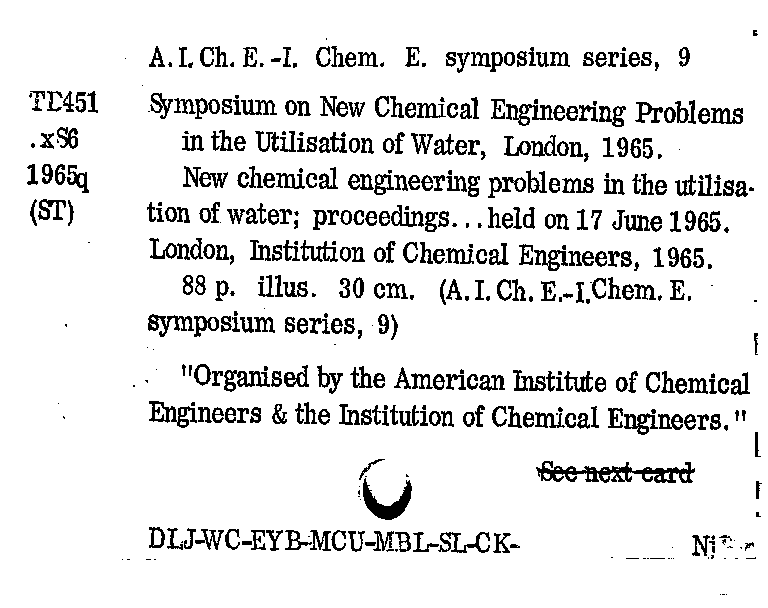 A.I.Ch.E.-I. Chem. E. symposium series, 9
TD451 Symposium on New Chemical Engineering Problems
.xS6 in the Utilisation of Water, London, 1965.
1965q New chemical engineering problems in the utilisa-
(ST) tion of water; proceedings...held on 17 June 1965.
London, Institution of Chemical Engineers, 1965.
88 p. illus. 30 cm. (A.I.Ch.E.-I.Chem.E.
symposium series, 9)
"Organised by the American Institute of Chemical
Engineers & the Institution of Chemical Engineers."
See next card
DLJ-WC-EYB-MCU-MBL-SL-CK-